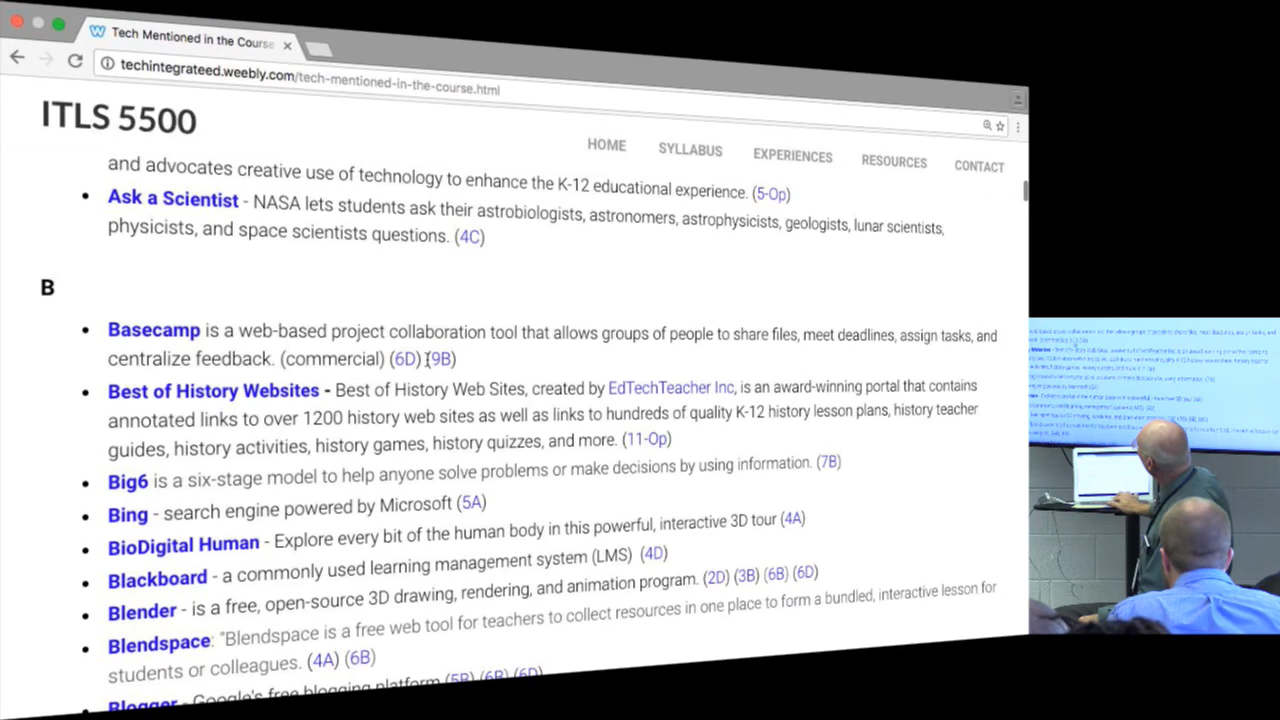 Tech Mentioned in the Course
techintegrateed.weebly.com/tech-mentioned-in-the-course.html
ITLS 5500
HOME SYLLABUS EXPERIENCES RESOURCES CONTACT
and advocates creative use of technology to enhance the K-12 educational experience. (5-Op)
Ask a Scientist - NASA lets students ask their astrobiologists, astronomers, astrophysicists, geologists, lunar scientists,
physicists, and space scientists questions. (4C)
B
Basecamp is a web-based project collaboration tool that allows groups of people to share files, meet deadlines, assign tasks, and
centralize feedback. (commercial) (6D) (9B)
Best of History Websites - Best of History Web Sites, created by EdTechTeacher Inc, is an award-winning portal that contains
annotated links to over 1200 history web sites as well as links to hundreds of quality K-12 history lesson plans, history teacher
guides, history activities, history games, history quizzes, and more. (11-Op)
Big6 is a six-stage model to help anyone solve problems or make decisions by using information. (7B)
Bing - search engine powered by Microsoft (5A)
BioDigital Human - Explore every bit of the human body in this powerful, interactive 3D tour (4A)
Blackboard - a commonly used learning management system (LMS) (4D)
Blender - is a free, open-source 3D drawing, rendering, and animation program. (2D) (3B) (6B) (6D)
Blendspace: "Blendspace is a free web tool for teachers to collect resources in one place to form a bundled, interactive lesson for
students or colleagues. (4A) (6B)
Blogger - Google's free blogging platform (5B) (6B) (6D)